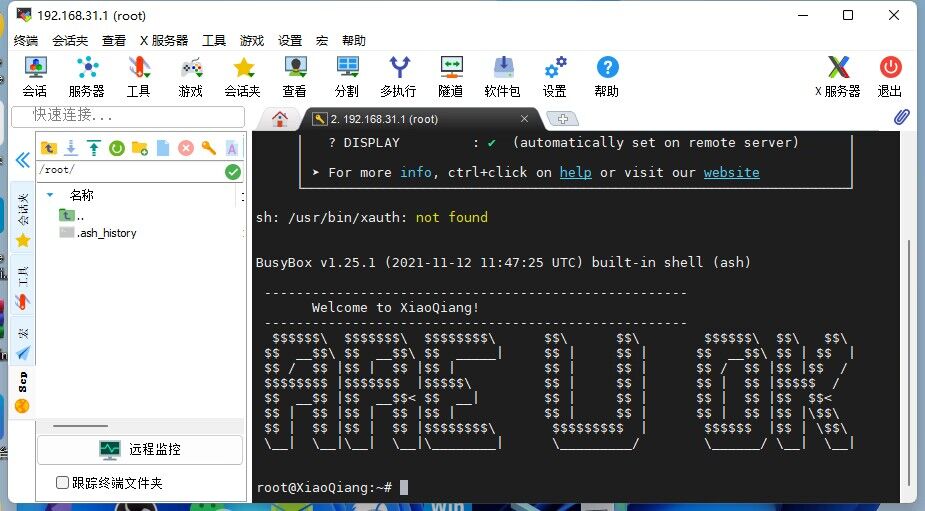 192.168.31.1 (root)
终端 会话夹 查看 X 服务器 工具 游戏 设置 宏 帮助
会话 服务器 工具 游戏 会话夹 查看 分割 多执行 隧道 软件包 设置 帮助 X 服务器 退出
快速连接...
2. 192.168.31.1 (root)
/root/
名称
..
.ash_history
会话夹
工具
宏
Scp
远程监控
跟踪终端文件夹
? DISPLAY : ✔ (automatically set on remote server)
➤ For more info, ctrl+click on help or visit our website
sh: /usr/bin/xauth: not found
BusyBox v1.25.1 (2021-11-12 11:47:25 UTC) built-in shell (ash)
-----------------------------------------------------
Welcome to XiaoQiang!
-----------------------------------------------------
ARE U OK
root@XiaoQiang:~#